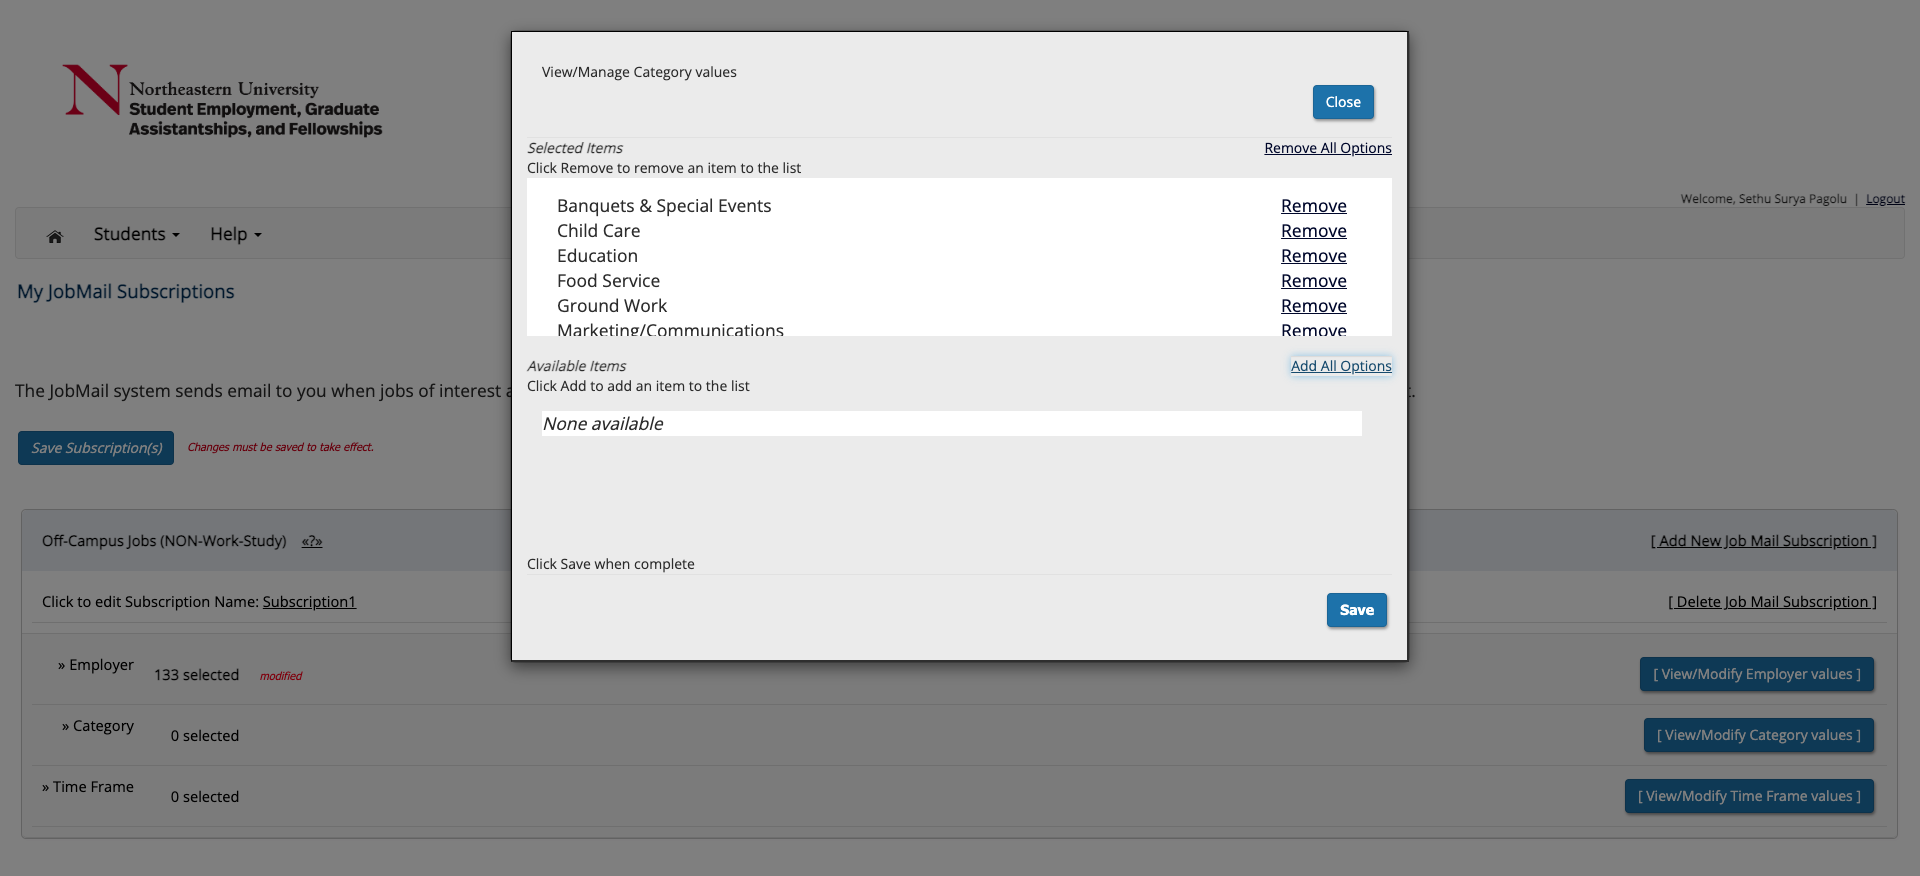 View/Manage Category values
Close
Selected Items
Remove All Options
Click Remove to remove an item to the list
Banquets & Special Events Remove
Child Care Remove
Education Remove
Food Service Remove
Ground Work Remove
Marketing/Communications Remove
Available Items
Add All Options
Click Add to add an item to the list
None available
Click Save when complete
Save
Northeastern University
Student Employment, Graduate
Assistantships, and Fellowships
Welcome, Sethu Surya Pagolu | Logout
Students Help
My JobMail Subscriptions
The JobMail system sends email to you when jobs of interest
Save Subscription(s) Changes must be saved to take effect.
Off-Campus Jobs (NON-Work-Study) «?» [ Add New Job Mail Subscription ]
Click to edit Subscription Name: Subscription1 [ Delete Job Mail Subscription ]
» Employer 133 selected modified [ View/Modify Employer values ]
» Category 0 selected [ View/Modify Category values ]
» Time Frame 0 selected [ View/Modify Time Frame values ]